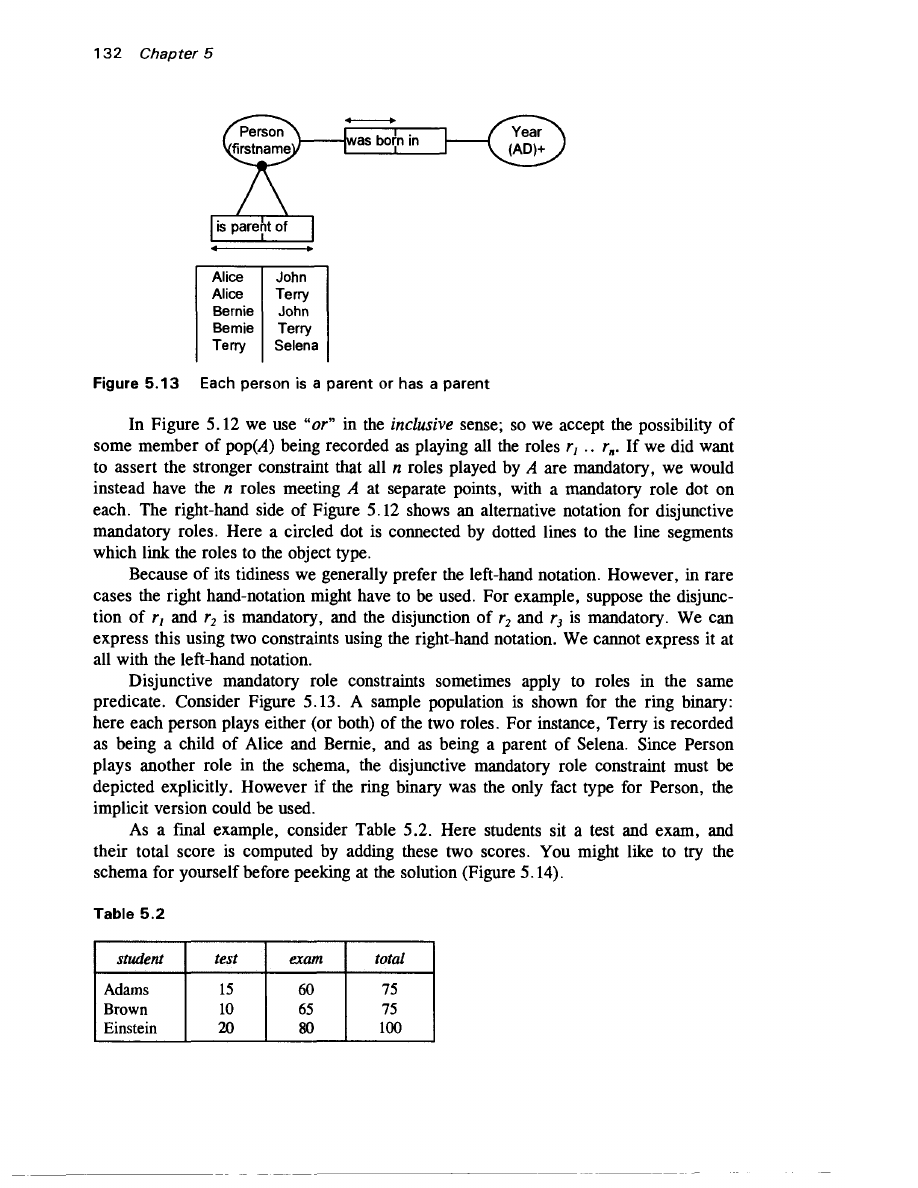 132 Chapter 5
Person
(firstname)
was born in
Year
(AD)+
is parent of
Alice John
Alice Terry
Bernie John
Bernie Terry
Terry Selena
Figure 5.13 Each person is a parent or has a parent
In Figure 5.12 we use “or” in the inclusive sense; so we accept the possibility of
some member of pop(A) being recorded as playing all the roles r1 .. rn. If we did want
to assert the stronger constraint that all n roles played by A are mandatory, we would
instead have the n roles meeting A at separate points, with a mandatory role dot on
each. The right-hand side of Figure 5.12 shows an alternative notation for disjunctive
mandatory roles. Here a circled dot is connected by dotted lines to the line segments
which link the roles to the object type.
Because of its tidiness we generally prefer the left-hand notation. However, in rare
cases the right hand-notation might have to be used. For example, suppose the disjunc-
tion of r1 and r2 is mandatory, and the disjunction of r2 and r3 is mandatory. We can
express this using two constraints using the right-hand notation. We cannot express it at
all with the left-hand notation.
Disjunctive mandatory role constraints sometimes apply to roles in the same
predicate. Consider Figure 5.13. A sample population is shown for the ring binary:
here each person plays either (or both) of the two roles. For instance, Terry is recorded
as being a child of Alice and Bernie, and as being a parent of Selena. Since Person
plays another role in the schema, the disjunctive mandatory role constraint must be
depicted explicitly. However if the ring binary was the only fact type for Person, the
implicit version could be used.
As a final example, consider Table 5.2. Here students sit a test and exam, and
their total score is computed by adding these two scores. You might like to try the
schema for yourself before peeking at the solution (Figure 5.14).
Table 5.2
student test exam total
Adams 15 60 75
Brown 10 65 75
Einstein 20 80 100